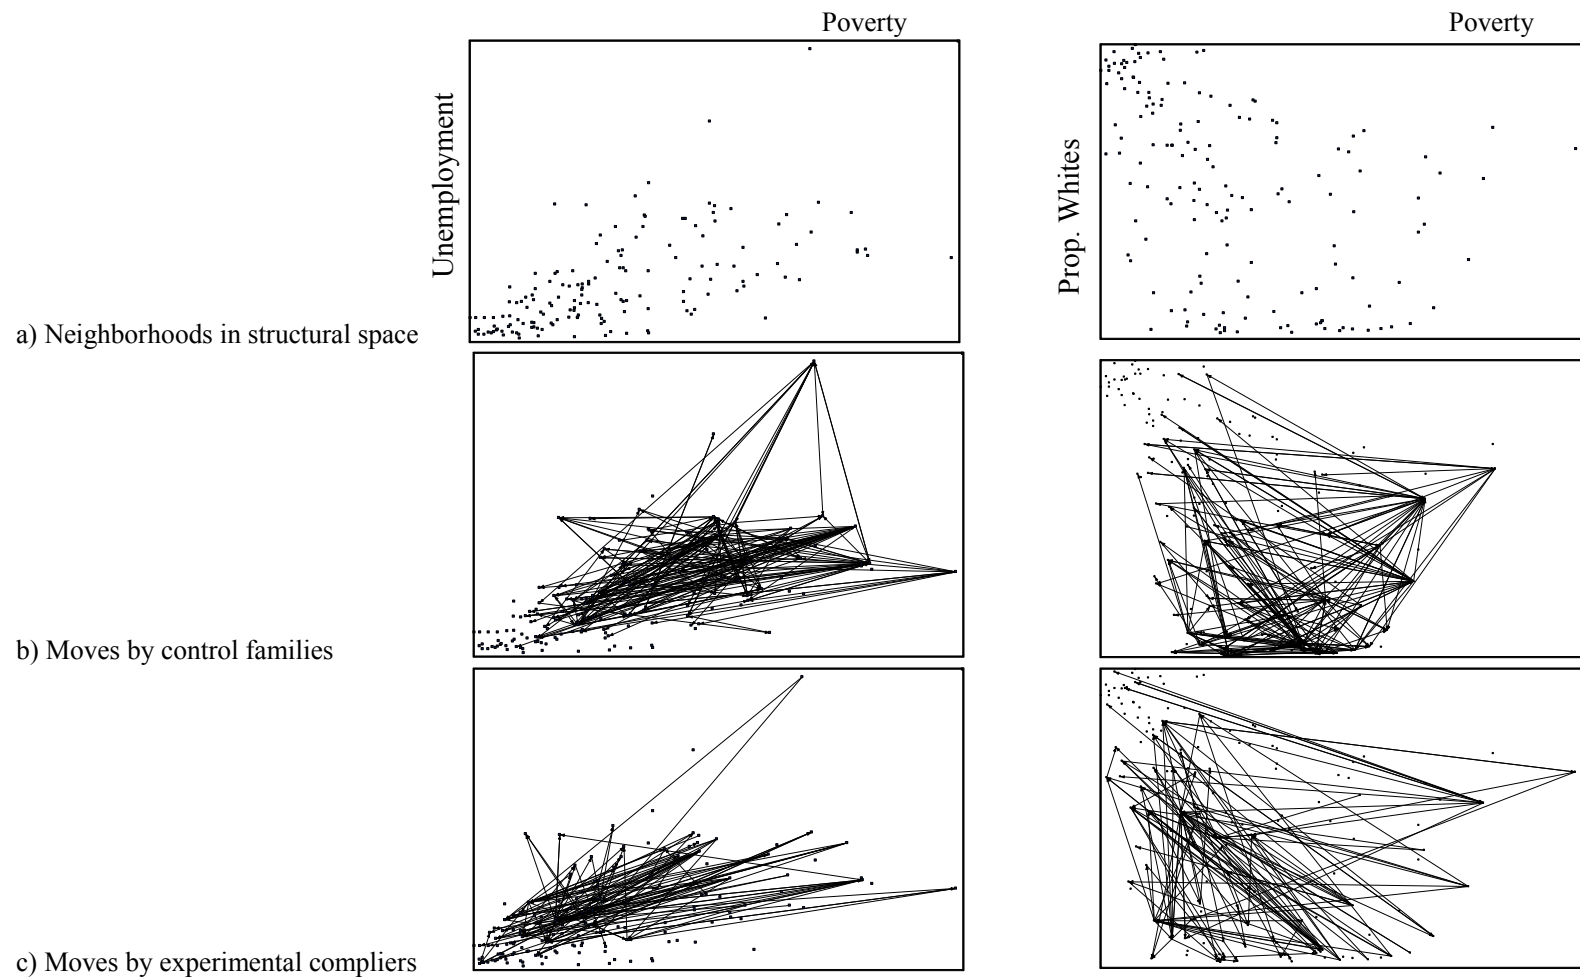 Poverty
Poverty
Unemployment
Prop. Whites
a) Neighborhoods in structural space
b) Moves by control families
c) Moves by experimental compliers